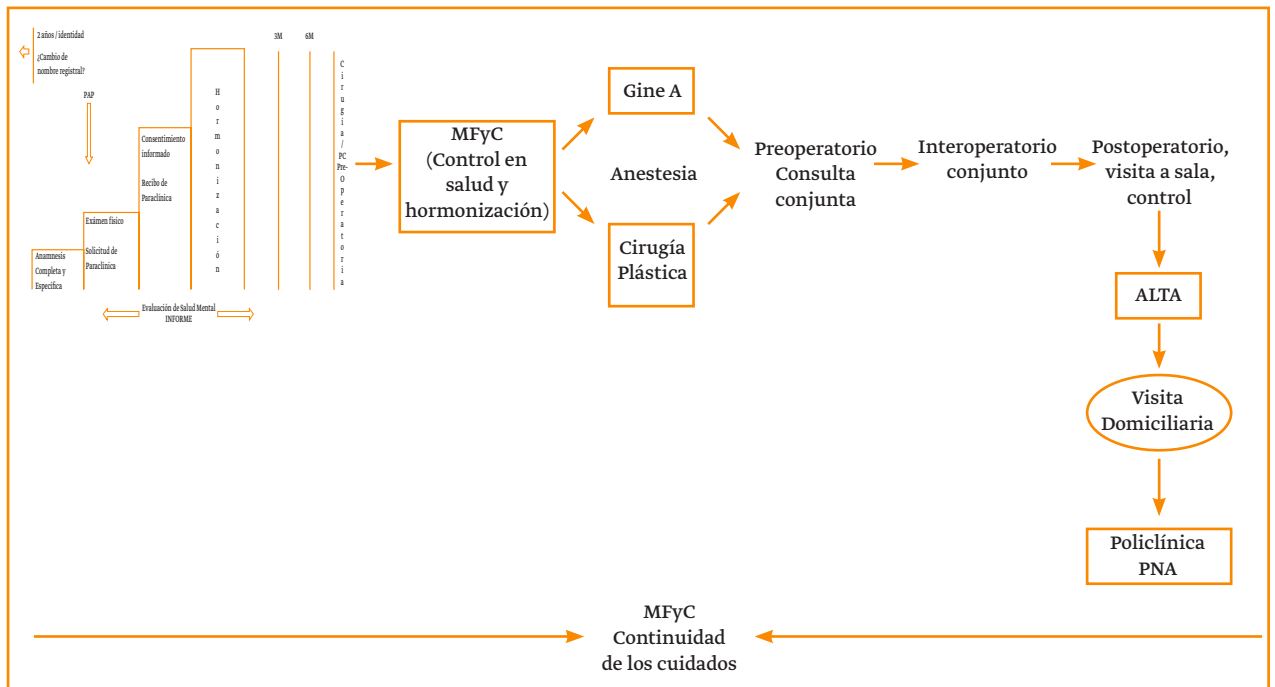 2 años / identidad
¿Cambio de
nombre registral?
PAP
Anamnesis
Completa y
Específica
Exámen físico
Solicitud de
Paraclínica
Consentimiento
informado
Recibo de
Paraclínica
H
o
r
m
o
n
i
z
a
c
i
ó
n
Evaluación de Salud Mental
INFORME
3M
6M
C
i
r
u
g
i
a
/
PC
Pre-
O
p
e
r
a
t
o
r
i
a
MFyC
(Control en
salud y
hormonización)
Gine A
Anestesia
Cirugía
Plástica
Preoperatorio
Consulta
conjunta
Interoperatorio
conjunto
Postoperatorio,
visita a sala,
control
ALTA
Visita
Domiciliaria
Policlínica
PNA
MFyC
Continuidad
de los cuidados